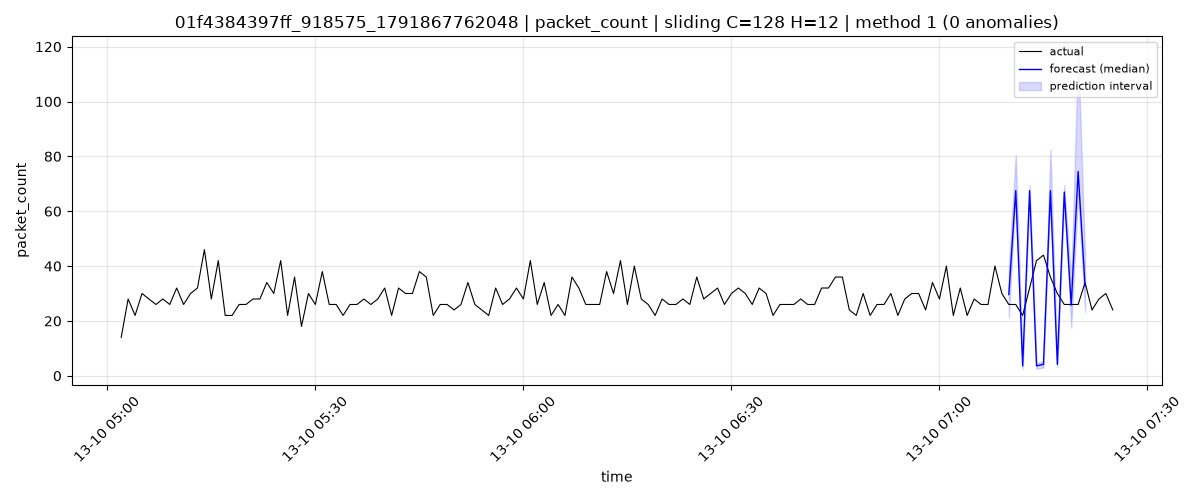 01f4384397ff_918575_1791867762048 | packet_count | sliding C=128 H=12 | method 1 (0 anomalies)
actual
forecast (median)
prediction interval
packet_count
120
100
80
60
40
20
0
13-10 05:00
13-10 05:30
13-10 06:00
13-10 06:30
13-10 07:00
13-10 07:30
time